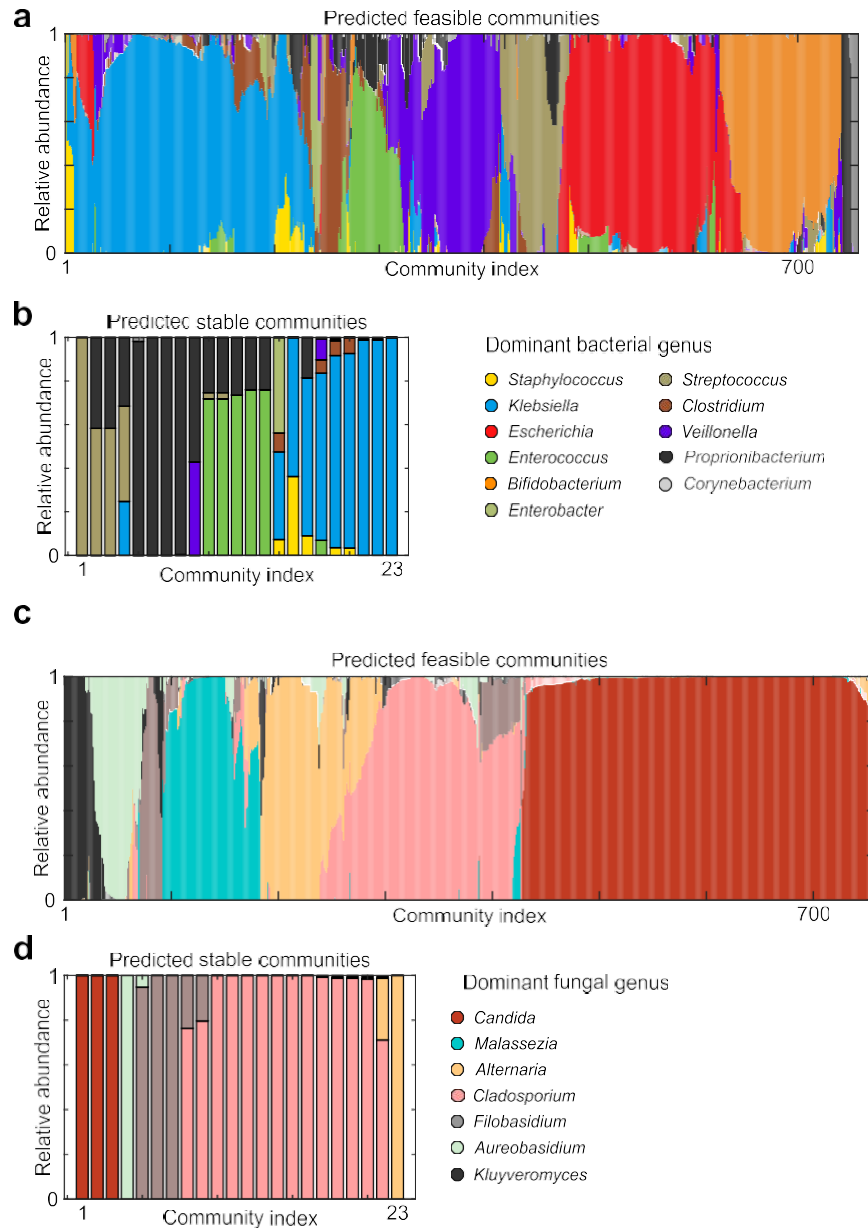 a
Predicted feasible communities
Relative abundance
1
0
1
Community index
700
b
Predicted stable communities
Relative abundance
1
0
1
Community index
23
Dominant bacterial genus
Staphylococcus
Klebsiella
Escherichia
Enterococcus
Bifidobacterium
Enterobacter
Streptococcus
Clostridium
Veillonella
Proprionibacterium
Corynebacterium
c
Predicted feasible communities
Relative abundance
1
0
1
Community index
700
d
Predicted stable communities
Relative abundance
1
0
1
Community index
23
Dominant fungal genus
Candida
Malassezia
Alternaria
Cladosporium
Filobasidium
Aureobasidium
Kluyveromyces